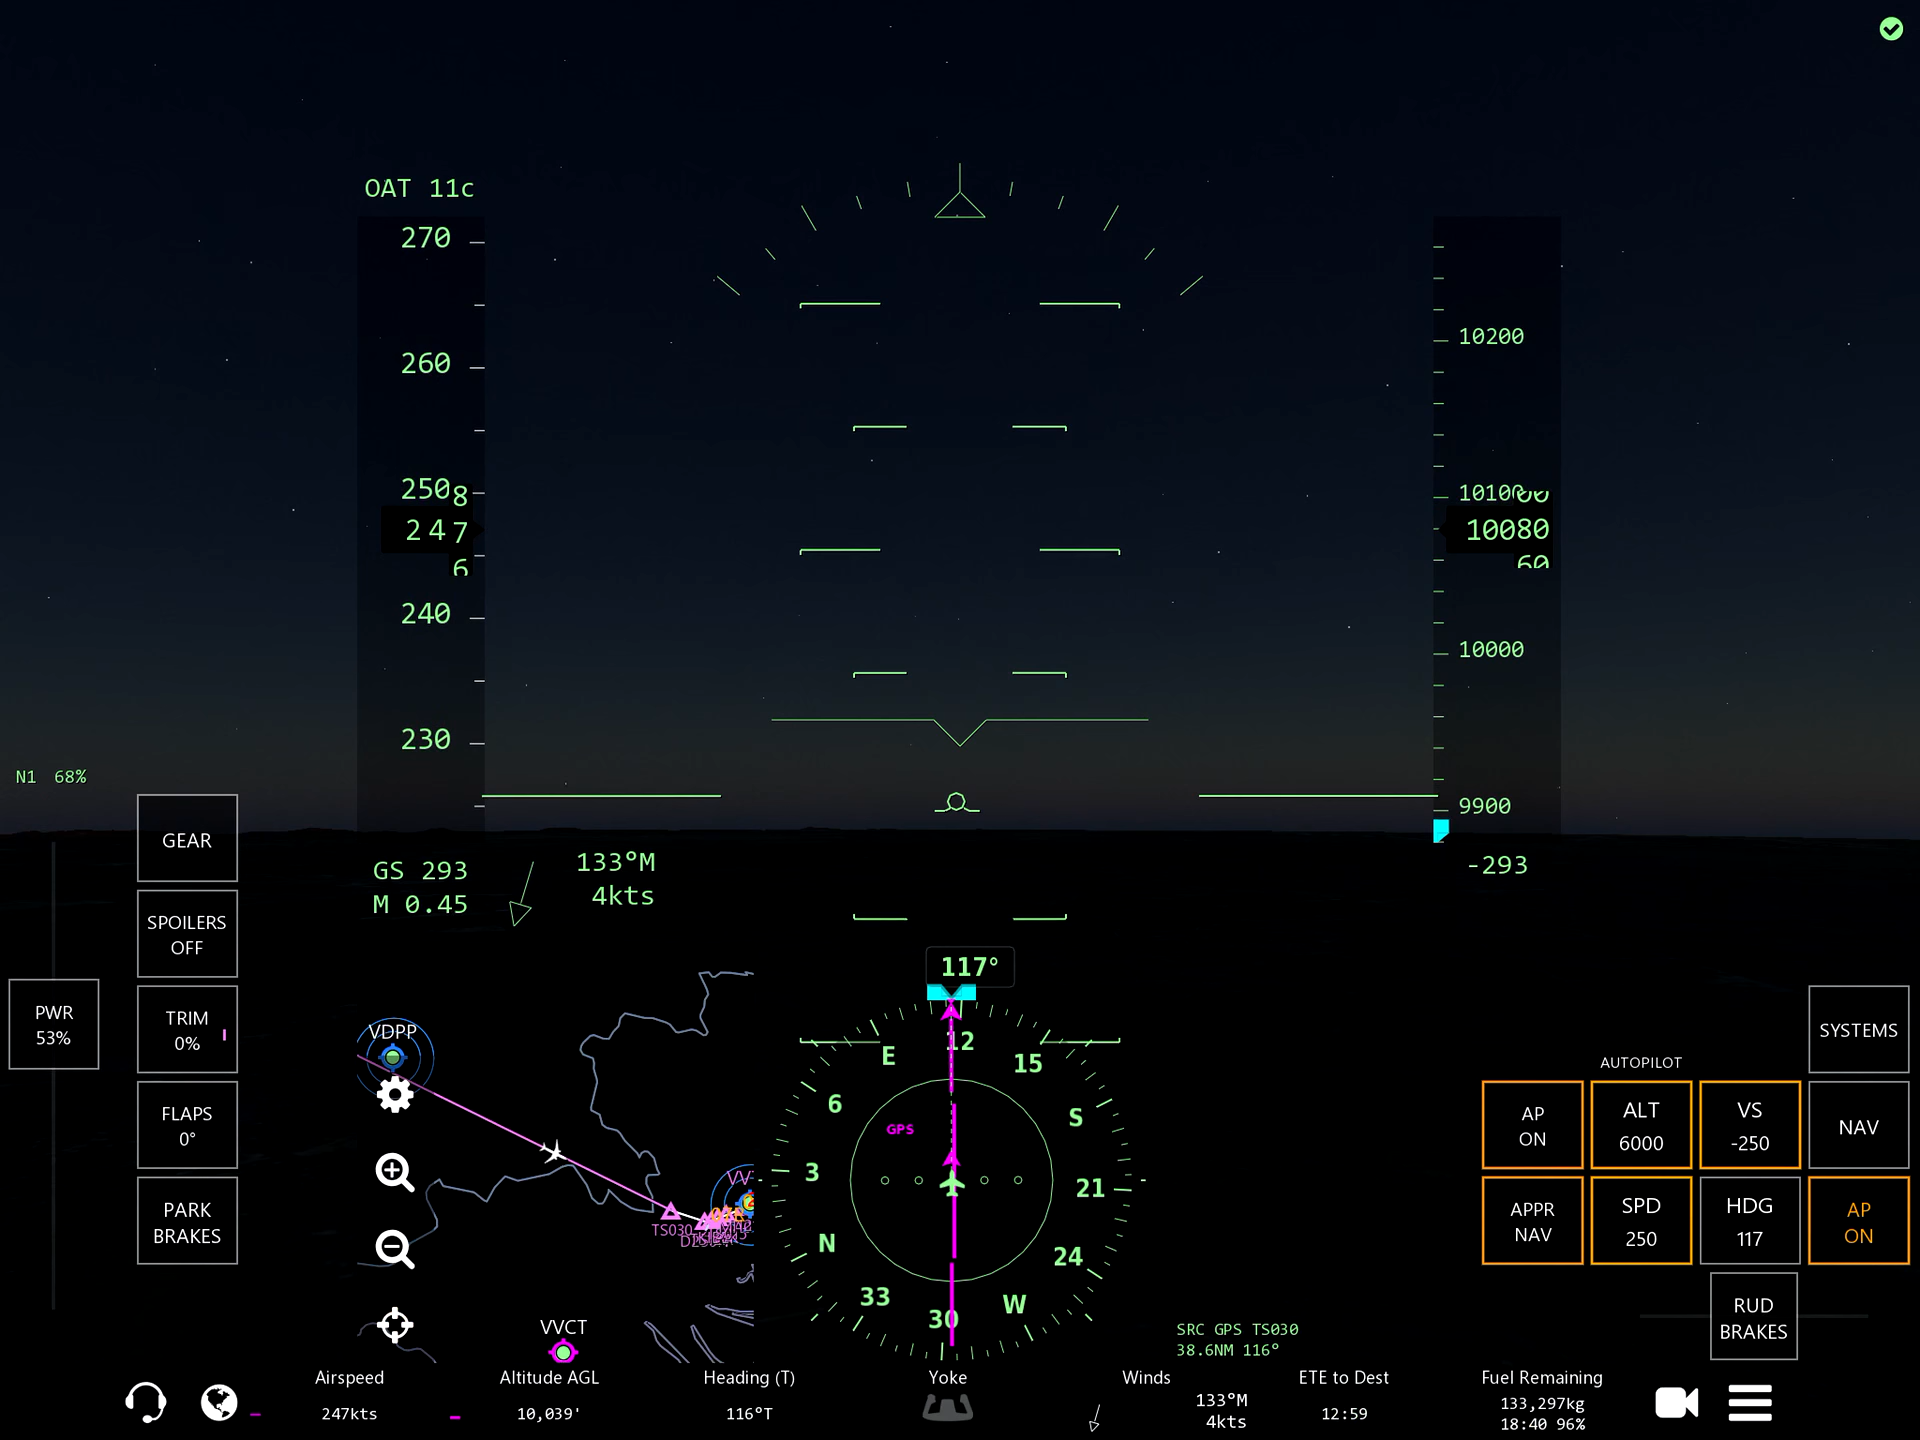 OAT 11c
270
260
250
8
247
6
240
230
10200
10100
10080
60
10000
9900
-293
N1 68%
GS 293
M 0.45
133°M
4kts
GEAR
SPOILERS
OFF
TRIM
0%
FLAPS
0°
PARK
BRAKES
PWR
53%
VDPP
TS030
VVCT
117°
E
12
15
6
S
GPS
3
21
N
24
33
30
W
SRC GPS TS030
38.6NM 116°
SYSTEMS
AUTOPILOT
AP
ON
ALT
6000
VS
-250
NAV
APPR
NAV
SPD
250
HDG
117
AP
ON
RUD
BRAKES
Airspeed
247kts
Altitude AGL
10,039'
Heading (T)
116°T
Yoke
Winds
133°M
4kts
ETE to Dest
12:59
Fuel Remaining
133,297kg
18:40 96%